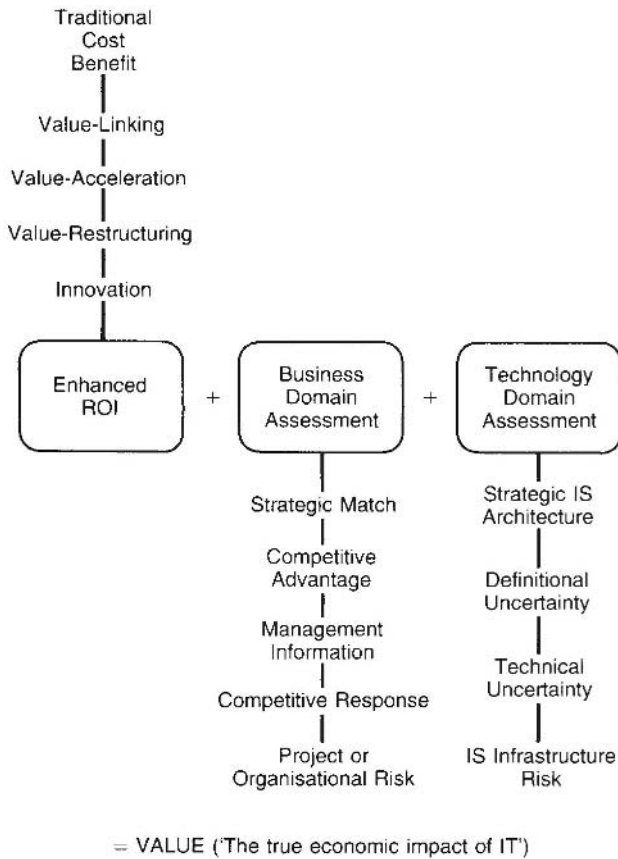 Traditional
Cost
Benefit
Value-Linking
Value-Acceleration
Value-Restructuring
Innovation
Enhanced
ROI
+
Business
Domain
Assessment
+
Technology
Domain
Assessment
Strategic Match
Competitive
Advantage
Management
Information
Competitive Response
Project or
Organisational Risk
Strategic IS
Architecture
Definitional
Uncertainty
Technical
Uncertainty
IS Infrastructure
Risk
= VALUE ('The true economic impact of IT')